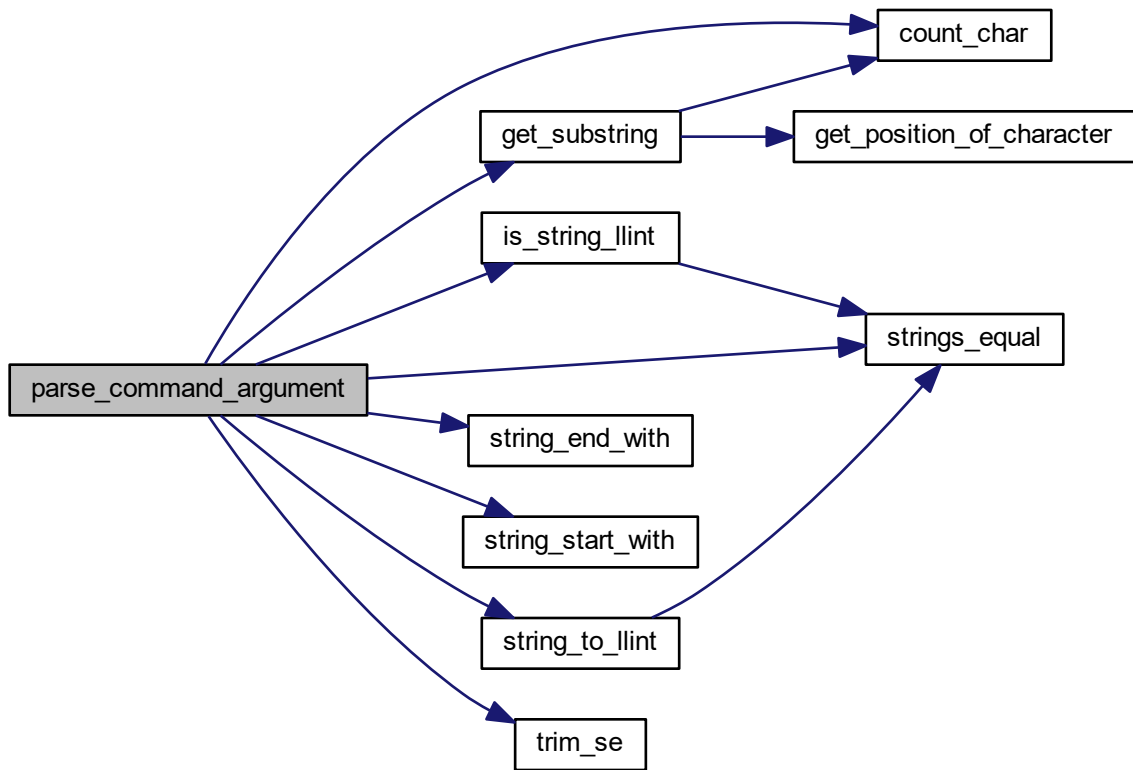 count_char
get_substring
get_position_of_character
is_string_llint
strings_equal
parse_command_argument
string_end_with
string_start_with
string_to_llint
trim_se